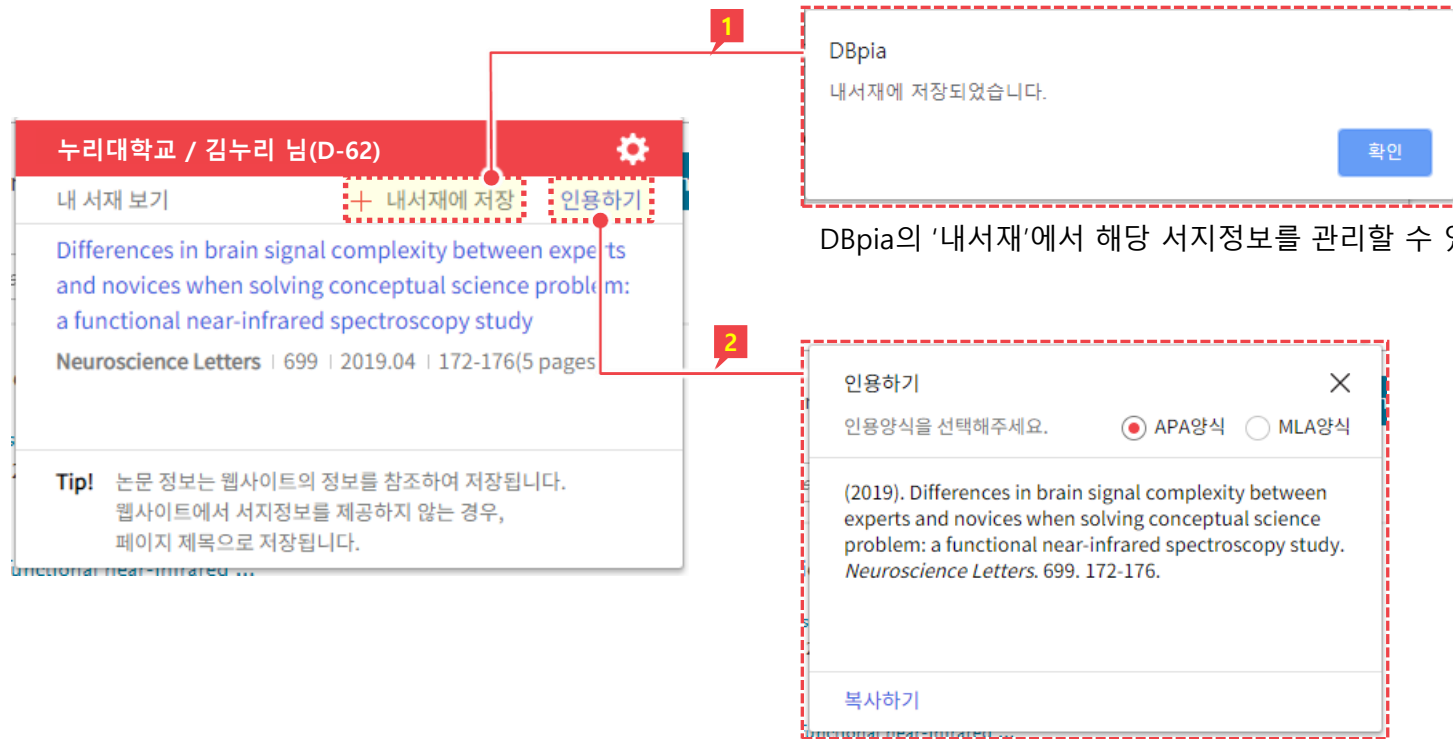 1
DBpia
내서재에 저장되었습니다.
확인
DBpia의 '내서재'에서 해당 서지정보를 관리할 수
누리대학교 / 김누리 님(D-62)
내 서재 보기
+ 내서재에 저장
인용하기
Differences in brain signal complexity between experts
and novices when solving conceptual science problem:
a functional near-infrared spectroscopy study
Neuroscience Letters | 699 | 2019.04 | 172-176(5 pages
Tip! 논문 정보는 웹사이트의 정보를 참조하여 저장됩니다.
웹사이트에서 서지정보를 제공하지 않는 경우,
페이지 제목으로 저장됩니다.
functional near-infrared ...
2
인용하기
인용양식을 선택해주세요.
APA양식
MLA양식
(2019). Differences in brain signal complexity between
experts and novices when solving conceptual science
problem: a functional near-infrared spectroscopy study.
Neuroscience Letters. 699. 172-176.
복사하기
functional near-infrared ...